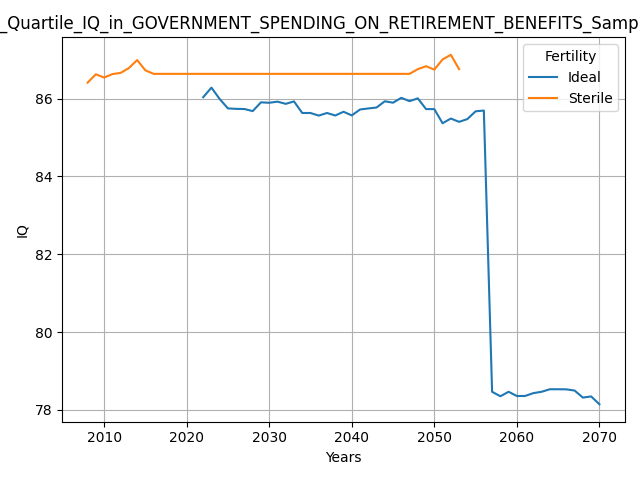 _Quartile_IQ_in_GOVERNMENT_SPENDING_ON_RETIREMENT_BENEFITS_Samp
Fertility
Ideal
Sterile
86
84
82
80
78
IQ
2010 2020 2030 2040 2050 2060 2070
Years